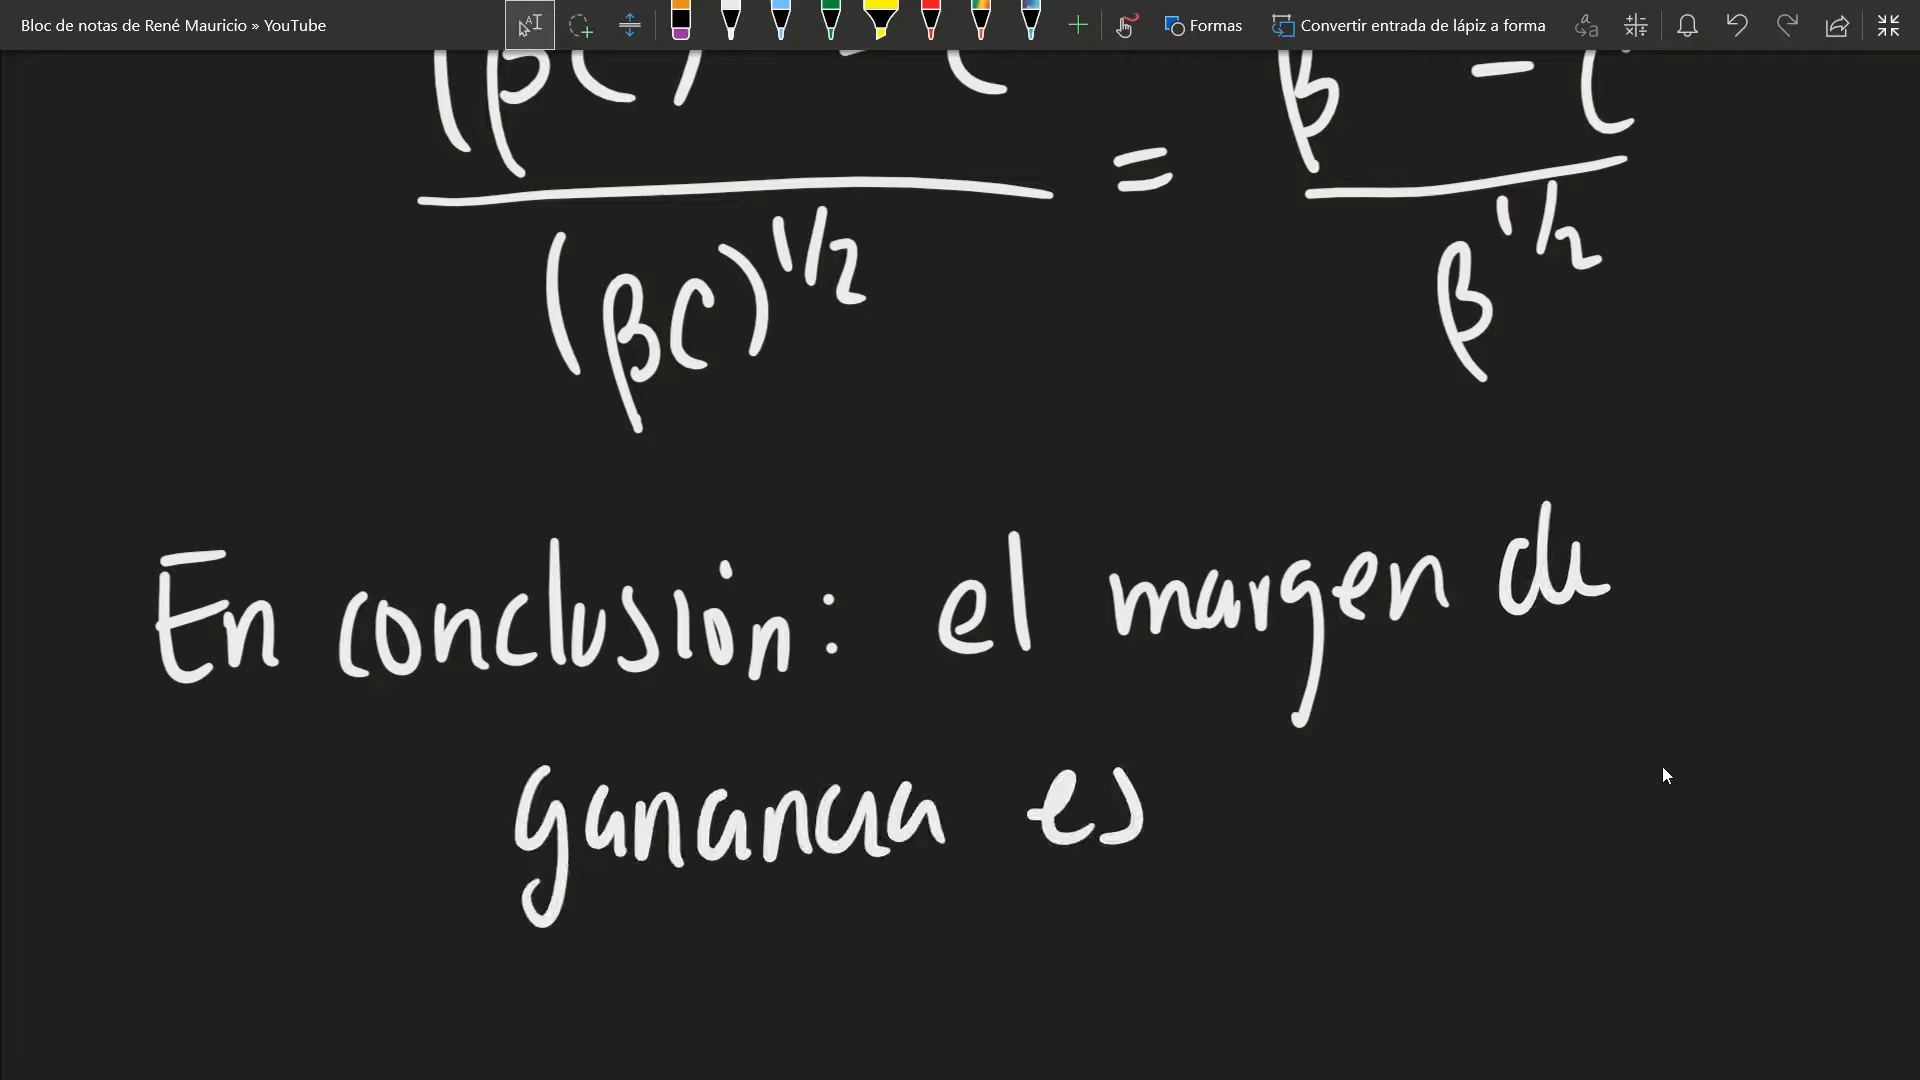 Bloc de notas de René Mauricio » YouTube
Formas
Convertir entrada de lápiz a forma
(βC) - C = β - C
(βC)^1/2 β^1/2
En conclusión: el margen de
ganancia es